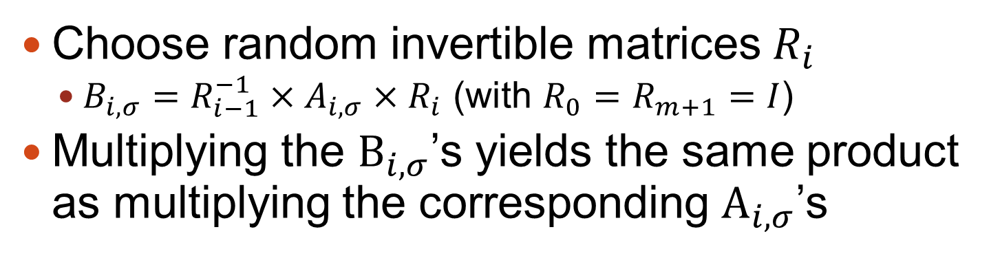 • Choose random invertible matrices $R_i$
• $B_{i,\sigma} = R_{i-1}^{-1} \times A_{i,\sigma} \times R_i$ (with $R_0 = R_{m+1} = I$)
• Multiplying the $\mathrm{B}_{i,\sigma}$’s yields the same product
as multiplying the corresponding $\mathrm{A}_{i,\sigma}$’s